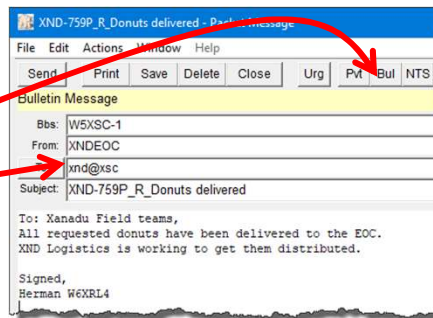 XND-759P_R_Donuts delivered - Packet Message
File Edit Actions Window Help
Send Print Save Delete Close Urg Pvt Bul NTS
Bulletin Message
Bbs: W5XSC-1
From: XNDEOC
xnd@xsc
Subject: XND-759P_R_Donuts delivered
To: Xanadu Field teams,
All requested donuts have been delivered to the EOC.
XND Logistics is working to get them distributed.
Signed,
Herman W6XRL4